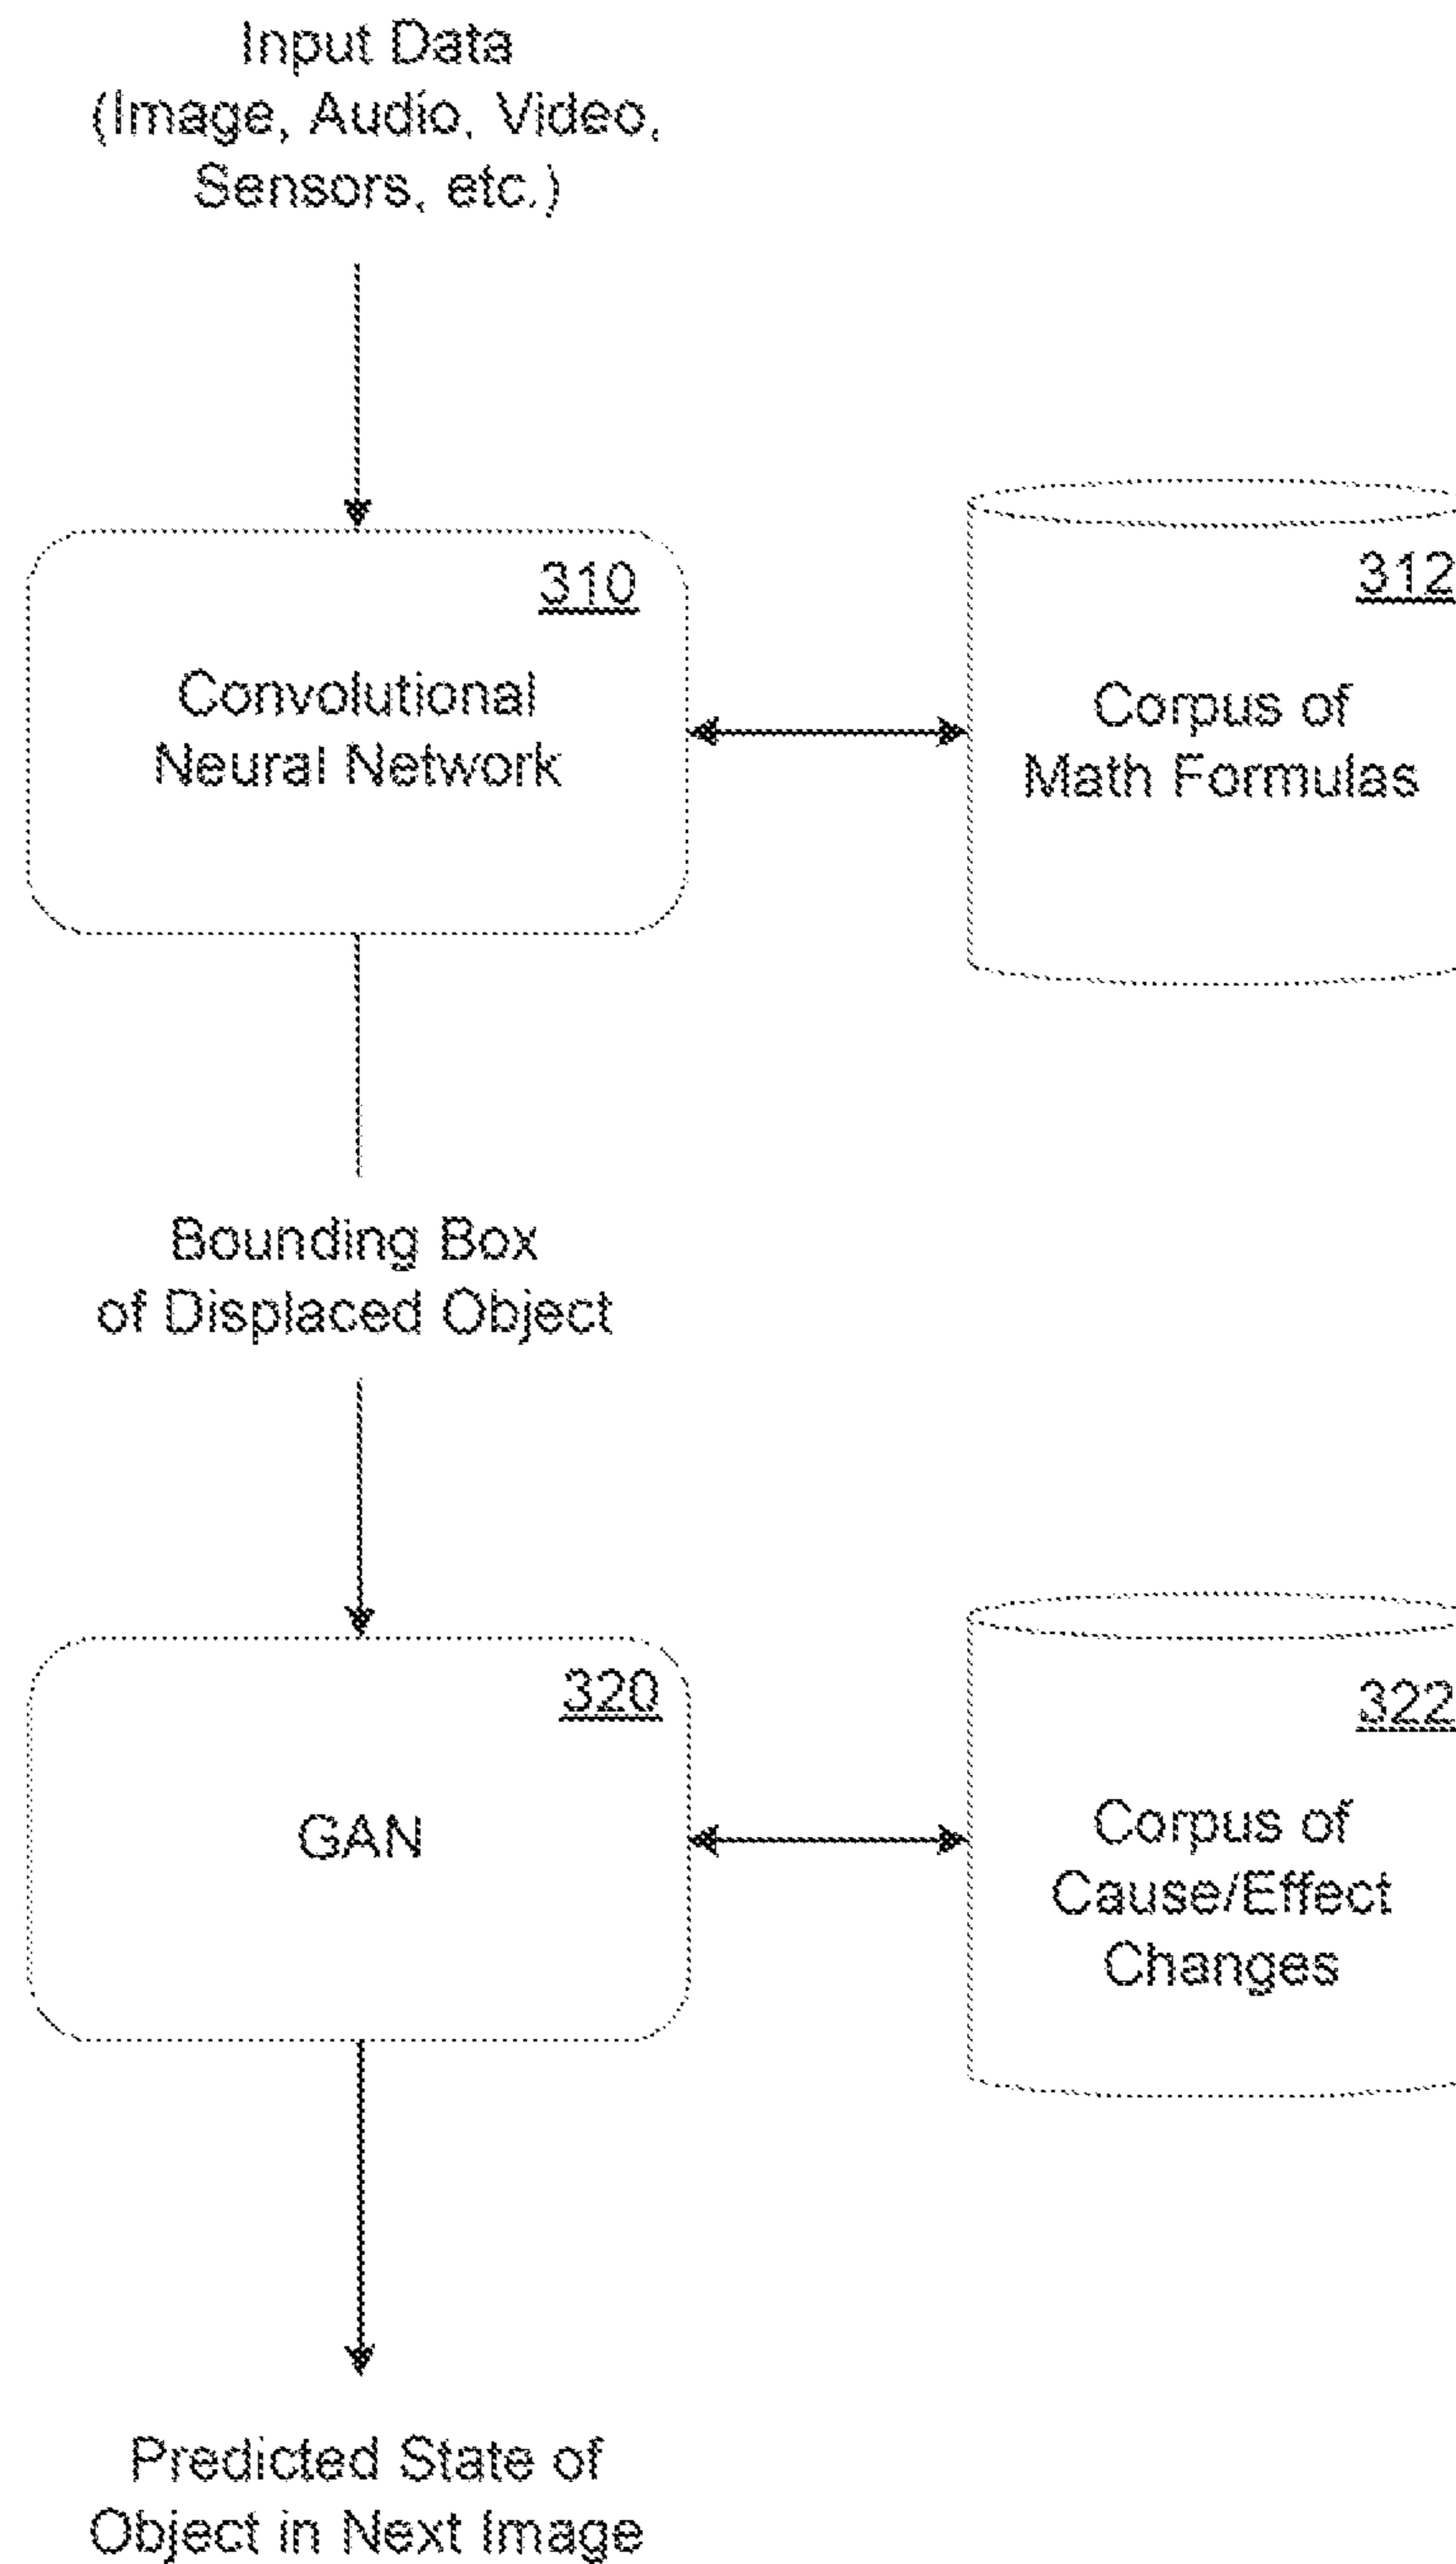 Input Data
(Image, Audio, Video,
Sensors, etc.)
310
Convolutional
Neural Network
312
Corpus of
Math Formulas
Bounding Box
of Displaced Object
320
GAN
322
Corpus of
Cause/Effect
Changes
Predicted State of
Object in Next Image